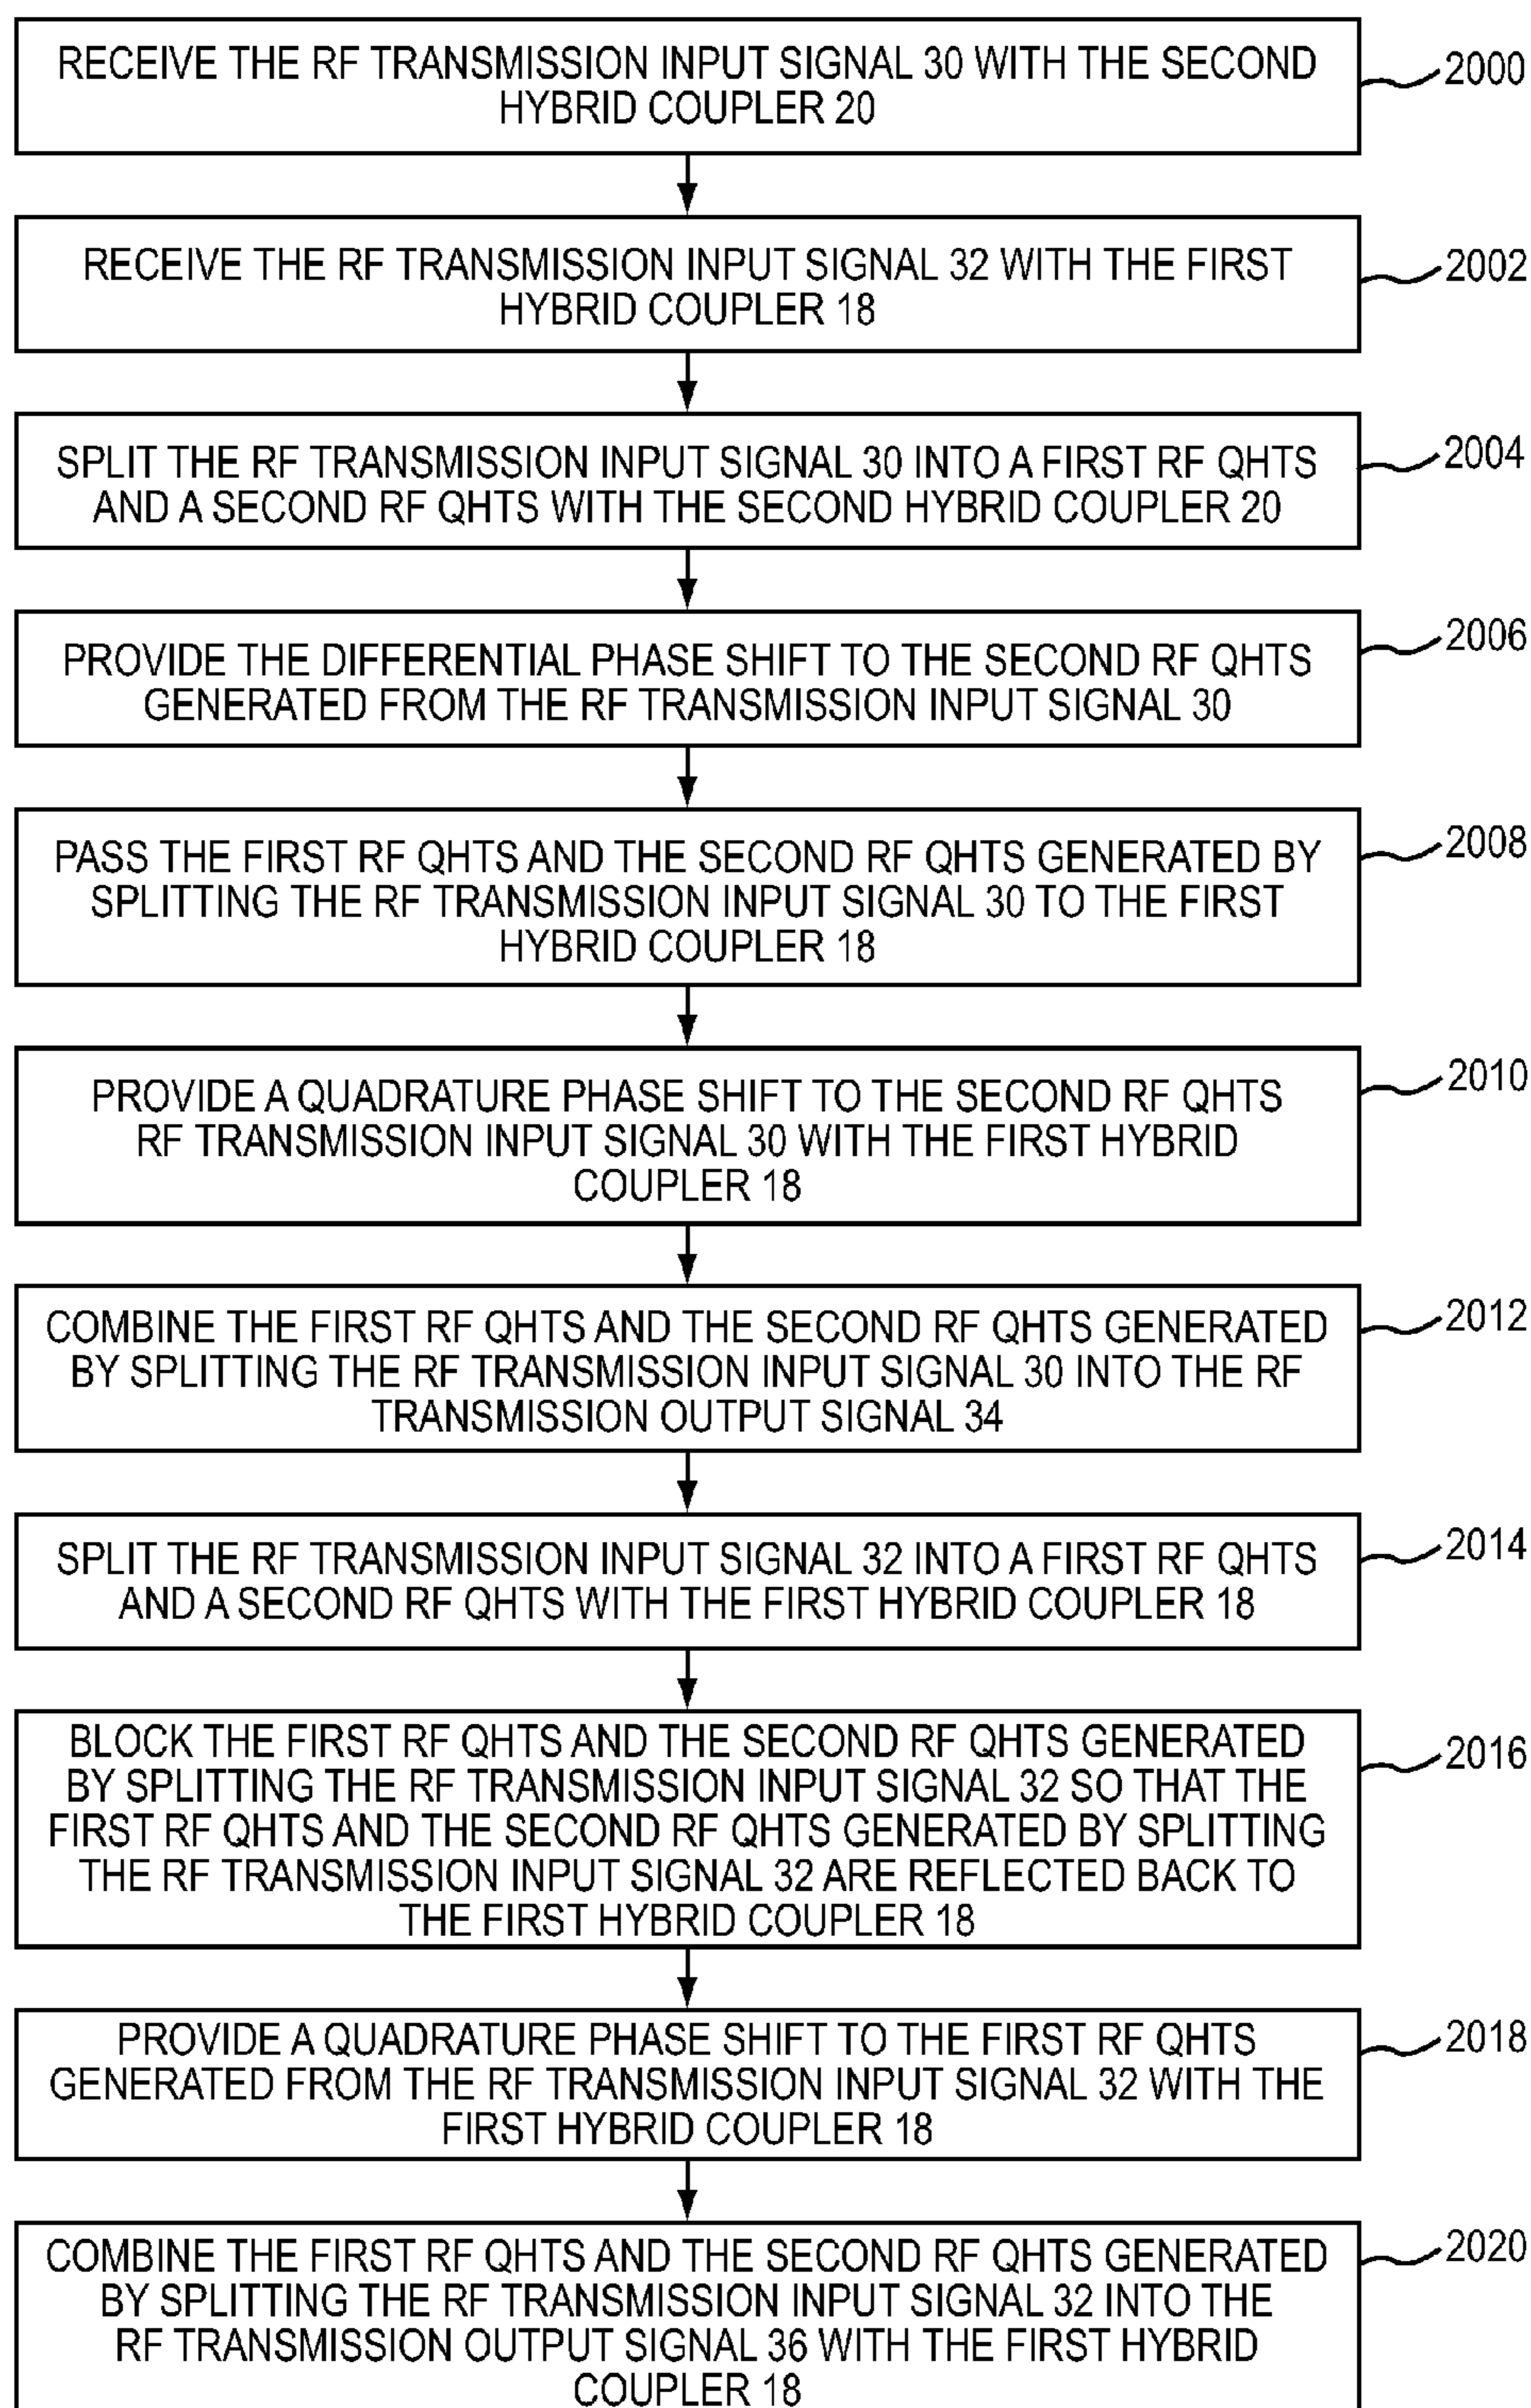 RECEIVE THE RF TRANSMISSION INPUT SIGNAL 30 WITH THE SECOND
HYBRID COUPLER 20
2000
RECEIVE THE RF TRANSMISSION INPUT SIGNAL 32 WITH THE FIRST
HYBRID COUPLER 18
2002
SPLIT THE RF TRANSMISSION INPUT SIGNAL 30 INTO A FIRST RF QHTS
AND A SECOND RF QHTS WITH THE SECOND HYBRID COUPLER 20
2004
PROVIDE THE DIFFERENTIAL PHASE SHIFT TO THE SECOND RF QHTS
GENERATED FROM THE RF TRANSMISSION INPUT SIGNAL 30
2006
PASS THE FIRST RF QHTS AND THE SECOND RF QHTS GENERATED BY
SPLITTING THE RF TRANSMISSION INPUT SIGNAL 30 TO THE FIRST
HYBRID COUPLER 18
2008
PROVIDE A QUADRATURE PHASE SHIFT TO THE SECOND RF QHTS
RF TRANSMISSION INPUT SIGNAL 30 WITH THE FIRST HYBRID
COUPLER 18
2010
COMBINE THE FIRST RF QHTS AND THE SECOND RF QHTS GENERATED
BY SPLITTING THE RF TRANSMISSION INPUT SIGNAL 30 INTO THE RF
TRANSMISSION OUTPUT SIGNAL 34
2012
SPLIT THE RF TRANSMISSION INPUT SIGNAL 32 INTO A FIRST RF QHTS
AND A SECOND RF QHTS WITH THE FIRST HYBRID COUPLER 18
2014
BLOCK THE FIRST RF QHTS AND THE SECOND RF QHTS GENERATED
BY SPLITTING THE RF TRANSMISSION INPUT SIGNAL 32 SO THAT THE
FIRST RF QHTS AND THE SECOND RF QHTS GENERATED BY SPLITTING
THE RF TRANSMISSION INPUT SIGNAL 32 ARE REFLECTED BACK TO
THE FIRST HYBRID COUPLER 18
2016
PROVIDE A QUADRATURE PHASE SHIFT TO THE FIRST RF QHTS
GENERATED FROM THE RF TRANSMISSION INPUT SIGNAL 32 WITH THE
FIRST HYBRID COUPLER 18
2018
COMBINE THE FIRST RF QHTS AND THE SECOND RF QHTS GENERATED
BY SPLITTING THE RF TRANSMISSION INPUT SIGNAL 32 INTO THE
RF TRANSMISSION OUTPUT SIGNAL 36 WITH THE FIRST HYBRID
COUPLER 18
2020